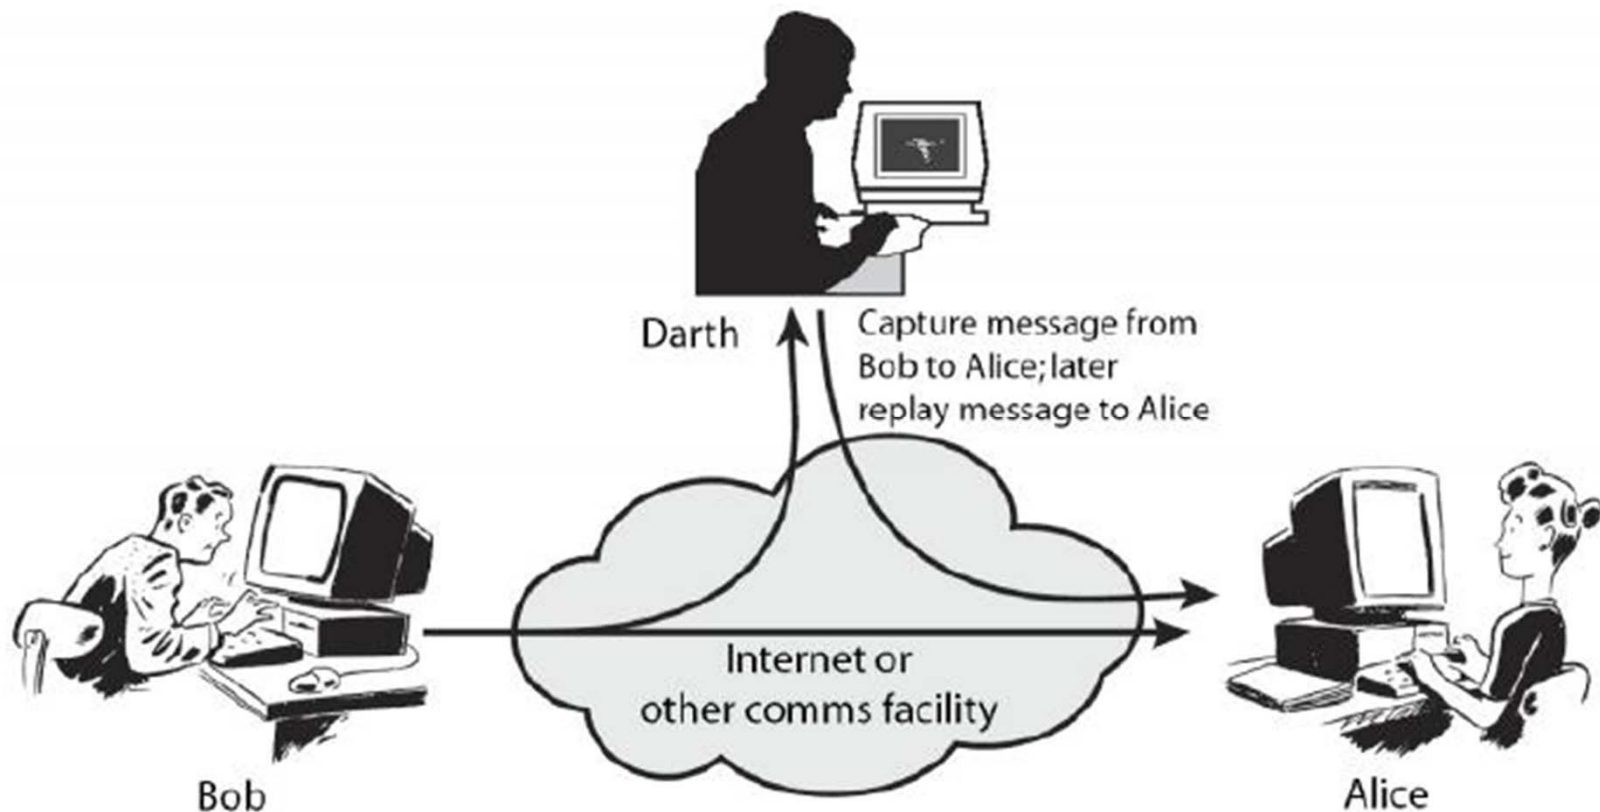 Darth
Capture message from
Bob to Alice; later
replay message to Alice
Internet or
other comms facility
Bob
Alice